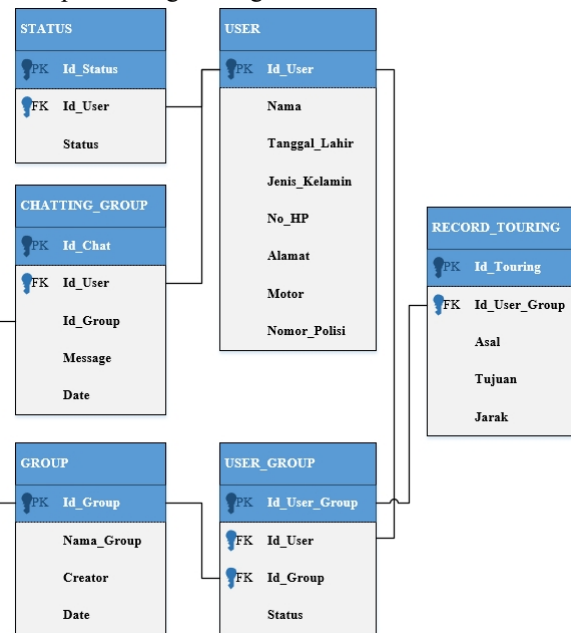 STATUS
PK Id_Status
FK Id_User
Status
USER
PK Id_User
Nama
Tanggal_Lahir
Jenis_Kelamin
No_HP
Alamat
Motor
Nomor_Polisi
CHATTING_GROUP
PK Id_Chat
FK Id_User
Id_Group
Message
Date
RECORD_TOURING
PK Id_Touring
FK Id_User_Group
Asal
Tujuan
Jarak
GROUP
PK Id_Group
Nama_Group
Creator
Date
USER_GROUP
PK Id_User_Group
FK Id_User
FK Id_Group
Status